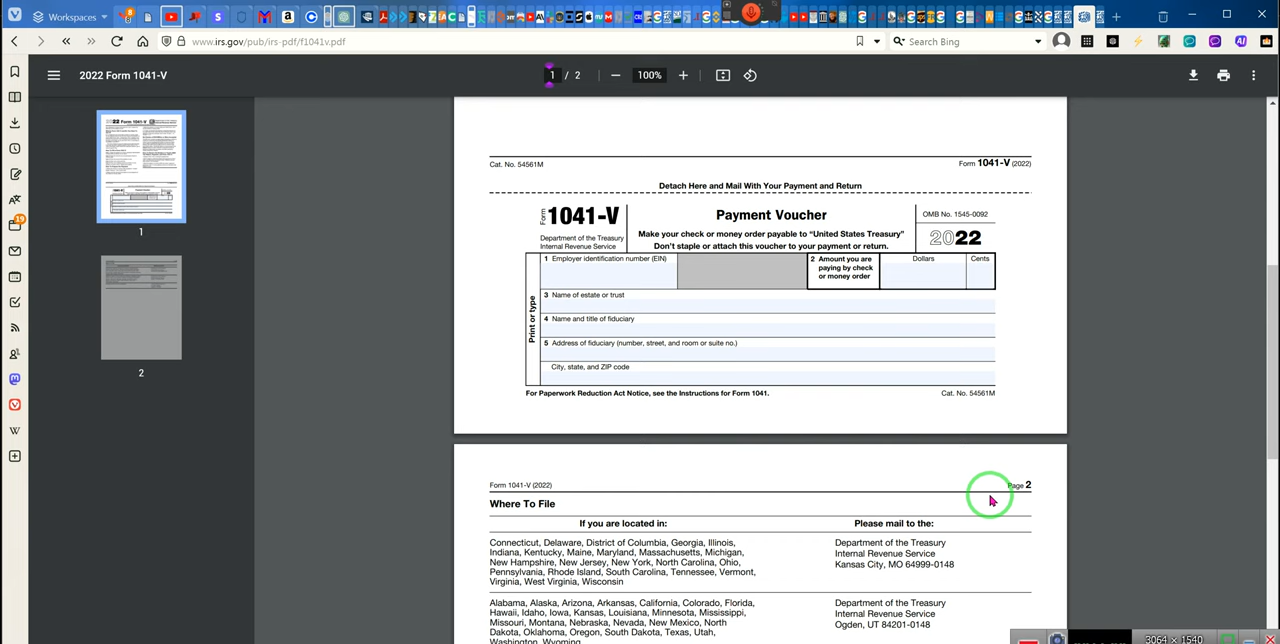 Workspaces
8
www.irs.gov/pub/irs-pdf/f1041v.pdf
Search Bing
2022 Form 1041-V
1 / 2
100%
19
1
2
Cat. No. 54561M
Form 1041-V (2022)
Detach Here and Mail With Your Payment and Return
Form 1041-V
Department of the Treasury
Internal Revenue Service
Payment Voucher
Make your check or money order payable to “United States Treasury”
Don’t staple or attach this voucher to your payment or return.
OMB No. 1545-0092
2022
Print or type
1 Employer identification number (EIN)
2 Amount you are
paying by check
or money order
Dollars
Cents
3 Name of estate or trust
4 Name and title of fiduciary
5 Address of fiduciary (number, street, and room or suite no.)
City, state, and ZIP code
For Paperwork Reduction Act Notice, see the Instructions for Form 1041.
Cat. No. 54561M
Form 1041-V (2022)
Page 2
Where To File
If you are located in:
Please mail to the:
Connecticut, Delaware, District of Columbia, Georgia, Illinois,
Indiana, Kentucky, Maine, Maryland, Massachusetts, Michigan,
New Hampshire, New Jersey, New York, North Carolina, Ohio,
Pennsylvania, Rhode Island, South Carolina, Tennessee, Vermont,
Virginia, West Virginia, Wisconsin
Department of the Treasury
Internal Revenue Service
Kansas City, MO 64999-0148
Alabama, Alaska, Arizona, Arkansas, California, Colorado, Florida,
Hawaii, Idaho, Iowa, Kansas, Louisiana, Minnesota, Mississippi,
Missouri, Montana, Nebraska, Nevada, New Mexico, North
Dakota, Oklahoma, Oregon, South Dakota, Texas, Utah,
Washington, Wyoming
Department of the Treasury
Internal Revenue Service
Ogden, UT 84201-0148
3064 x 1540